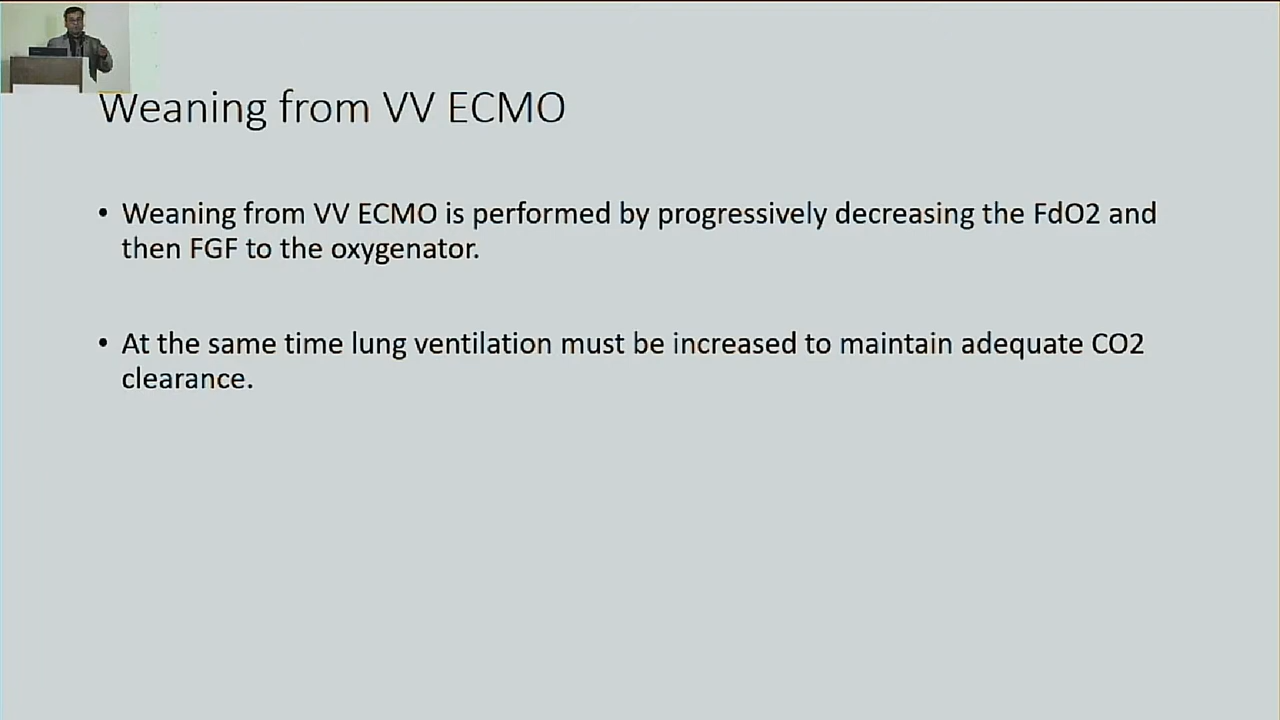 Weaning from VV ECMO
• Weaning from VV ECMO is performed by progressively decreasing the FdO2 and
then FGF to the oxygenator.
• At the same time lung ventilation must be increased to maintain adequate CO2
clearance.